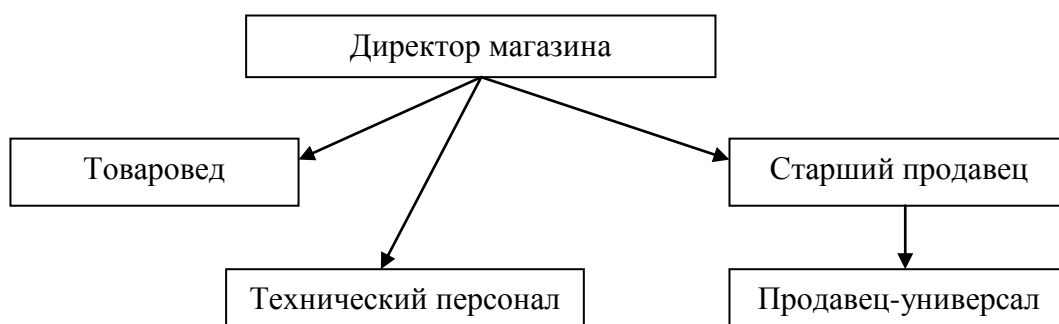 Директор магазина
Товаровед
Старший продавец
Технический персонал
Продавец-универсал